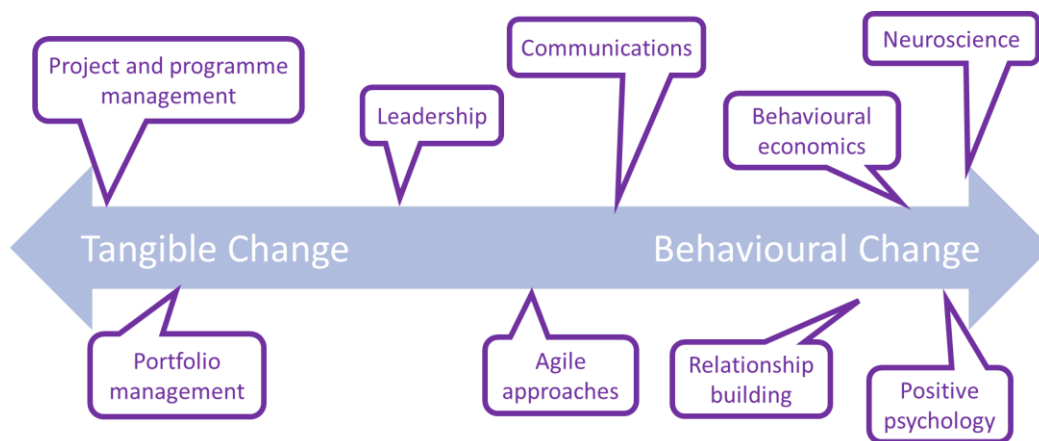 Project and programme
management
Leadership
Communications
Behavioural
economics
Neuroscience
Tangible Change
Behavioural Change
Portfolio
management
Agile
approaches
Relationship
building
Positive
psychology